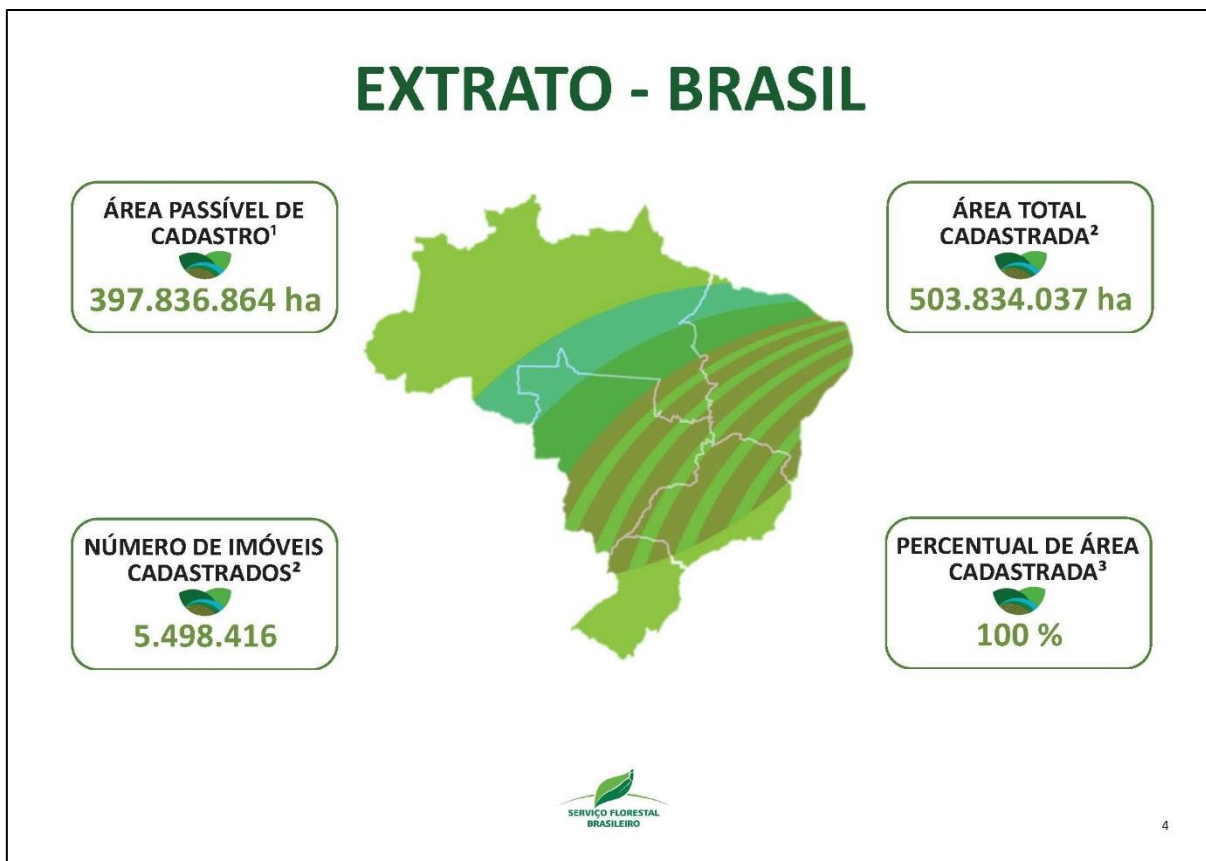 EXTRATO - BRASIL
ÁREA PASSÍVEL DE
CADASTRO¹
397.836.864 ha
ÁREA TOTAL
CADASTRADA²
503.834.037 ha
NÚMERO DE IMÓVEIS
CADASTRADOS²
5.498.416
PERCENTUAL DE ÁREA
CADASTRADA³
100 %
SERVIÇO FLORESTAL
BRASILEIRO
4